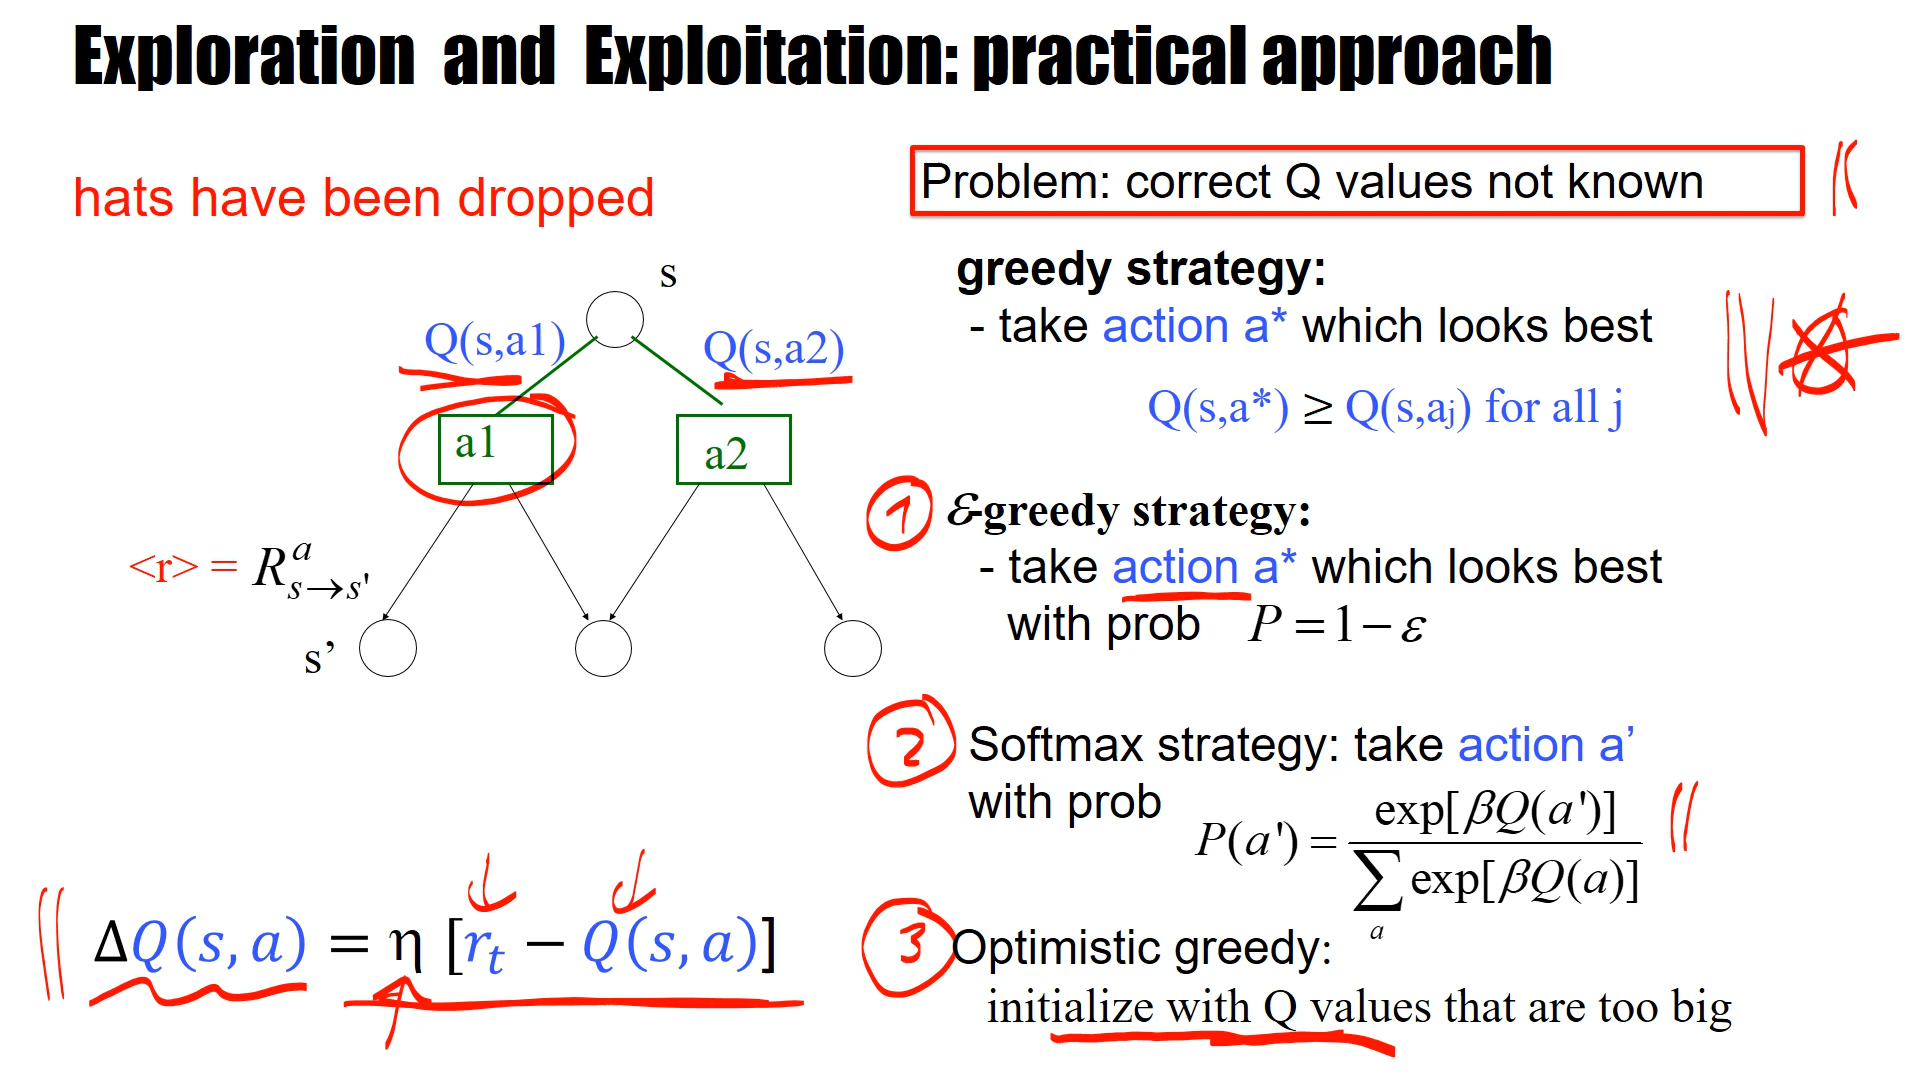 Exploration and Exploitation: practical approach
hats have been dropped
s
Q(s,a1)
Q(s,a2)
a1
a2
<r> = R^a_{s→s'}
s’
ΔQ(s, a) = η [r_t − Q(s, a)]
Problem: correct Q values not known
greedy strategy:
- take action a* which looks best
Q(s,a*) ≥ Q(s,aj) for all j
1
ε-greedy strategy:
- take action a* which looks best
with prob P = 1 − ε
2
Softmax strategy: take action a’
with prob
P(a') = exp[βQ(a')] / ∑_a exp[βQ(a)]
3
Optimistic greedy:
initialize with Q values that are too big